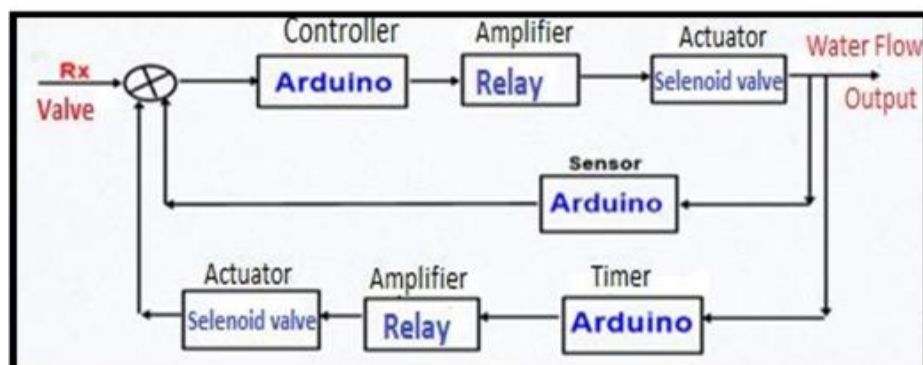 Controller
Amplifier
Actuator
Water Flow
Rx
Arduino
Relay
Selenoid valve
Valve
Output
Sensor
Arduino
Actuator
Amplifier
Timer
Selenoid valve
Relay
Arduino